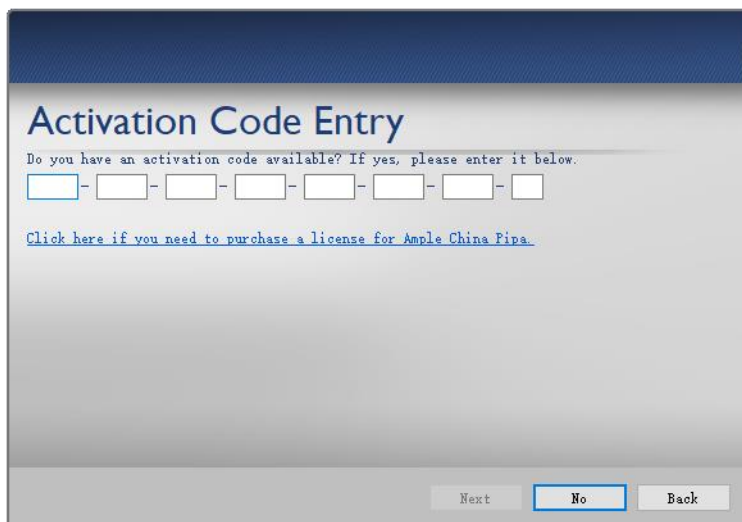 Activation Code Entry
Do you have an activation code available? If yes, please enter it below.
- - - - - - -
Click here if you need to purchase a license for Ample China Pipa.
Next No Back